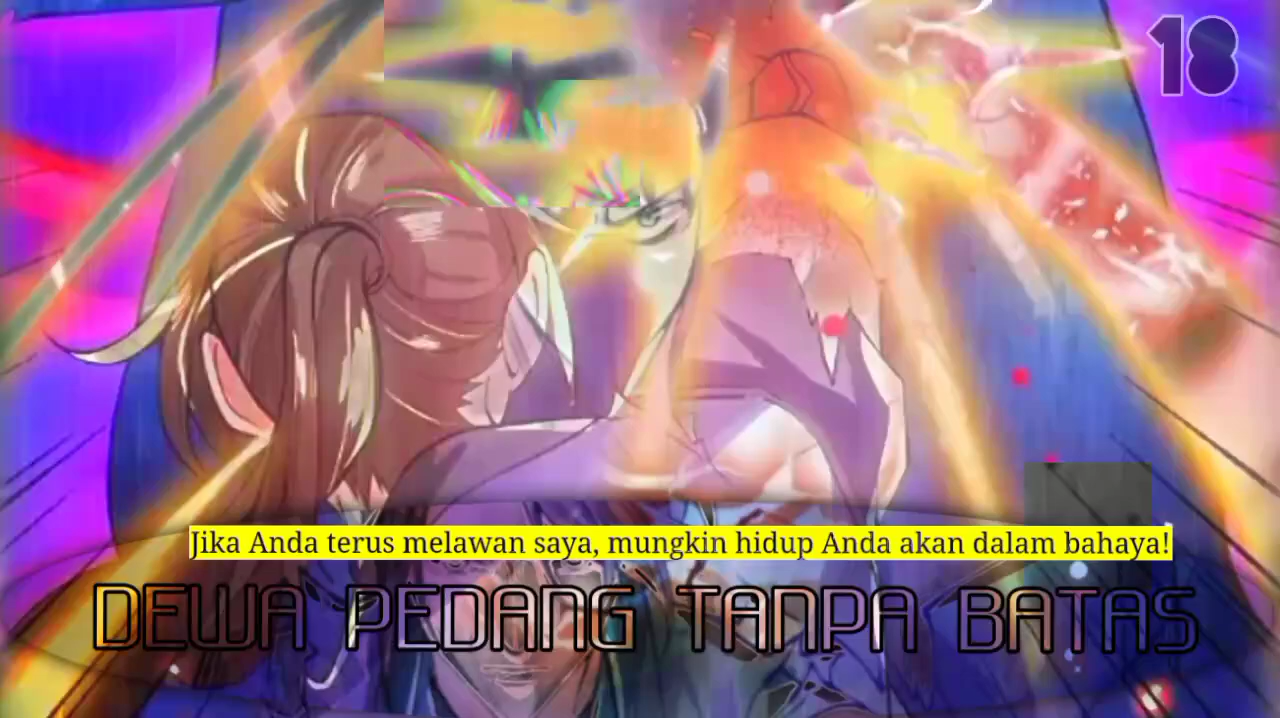 18
Jika Anda terus melawan saya, mungkin hidup Anda akan dalam bahaya!
DEWA PEDANG TANPA BATAS